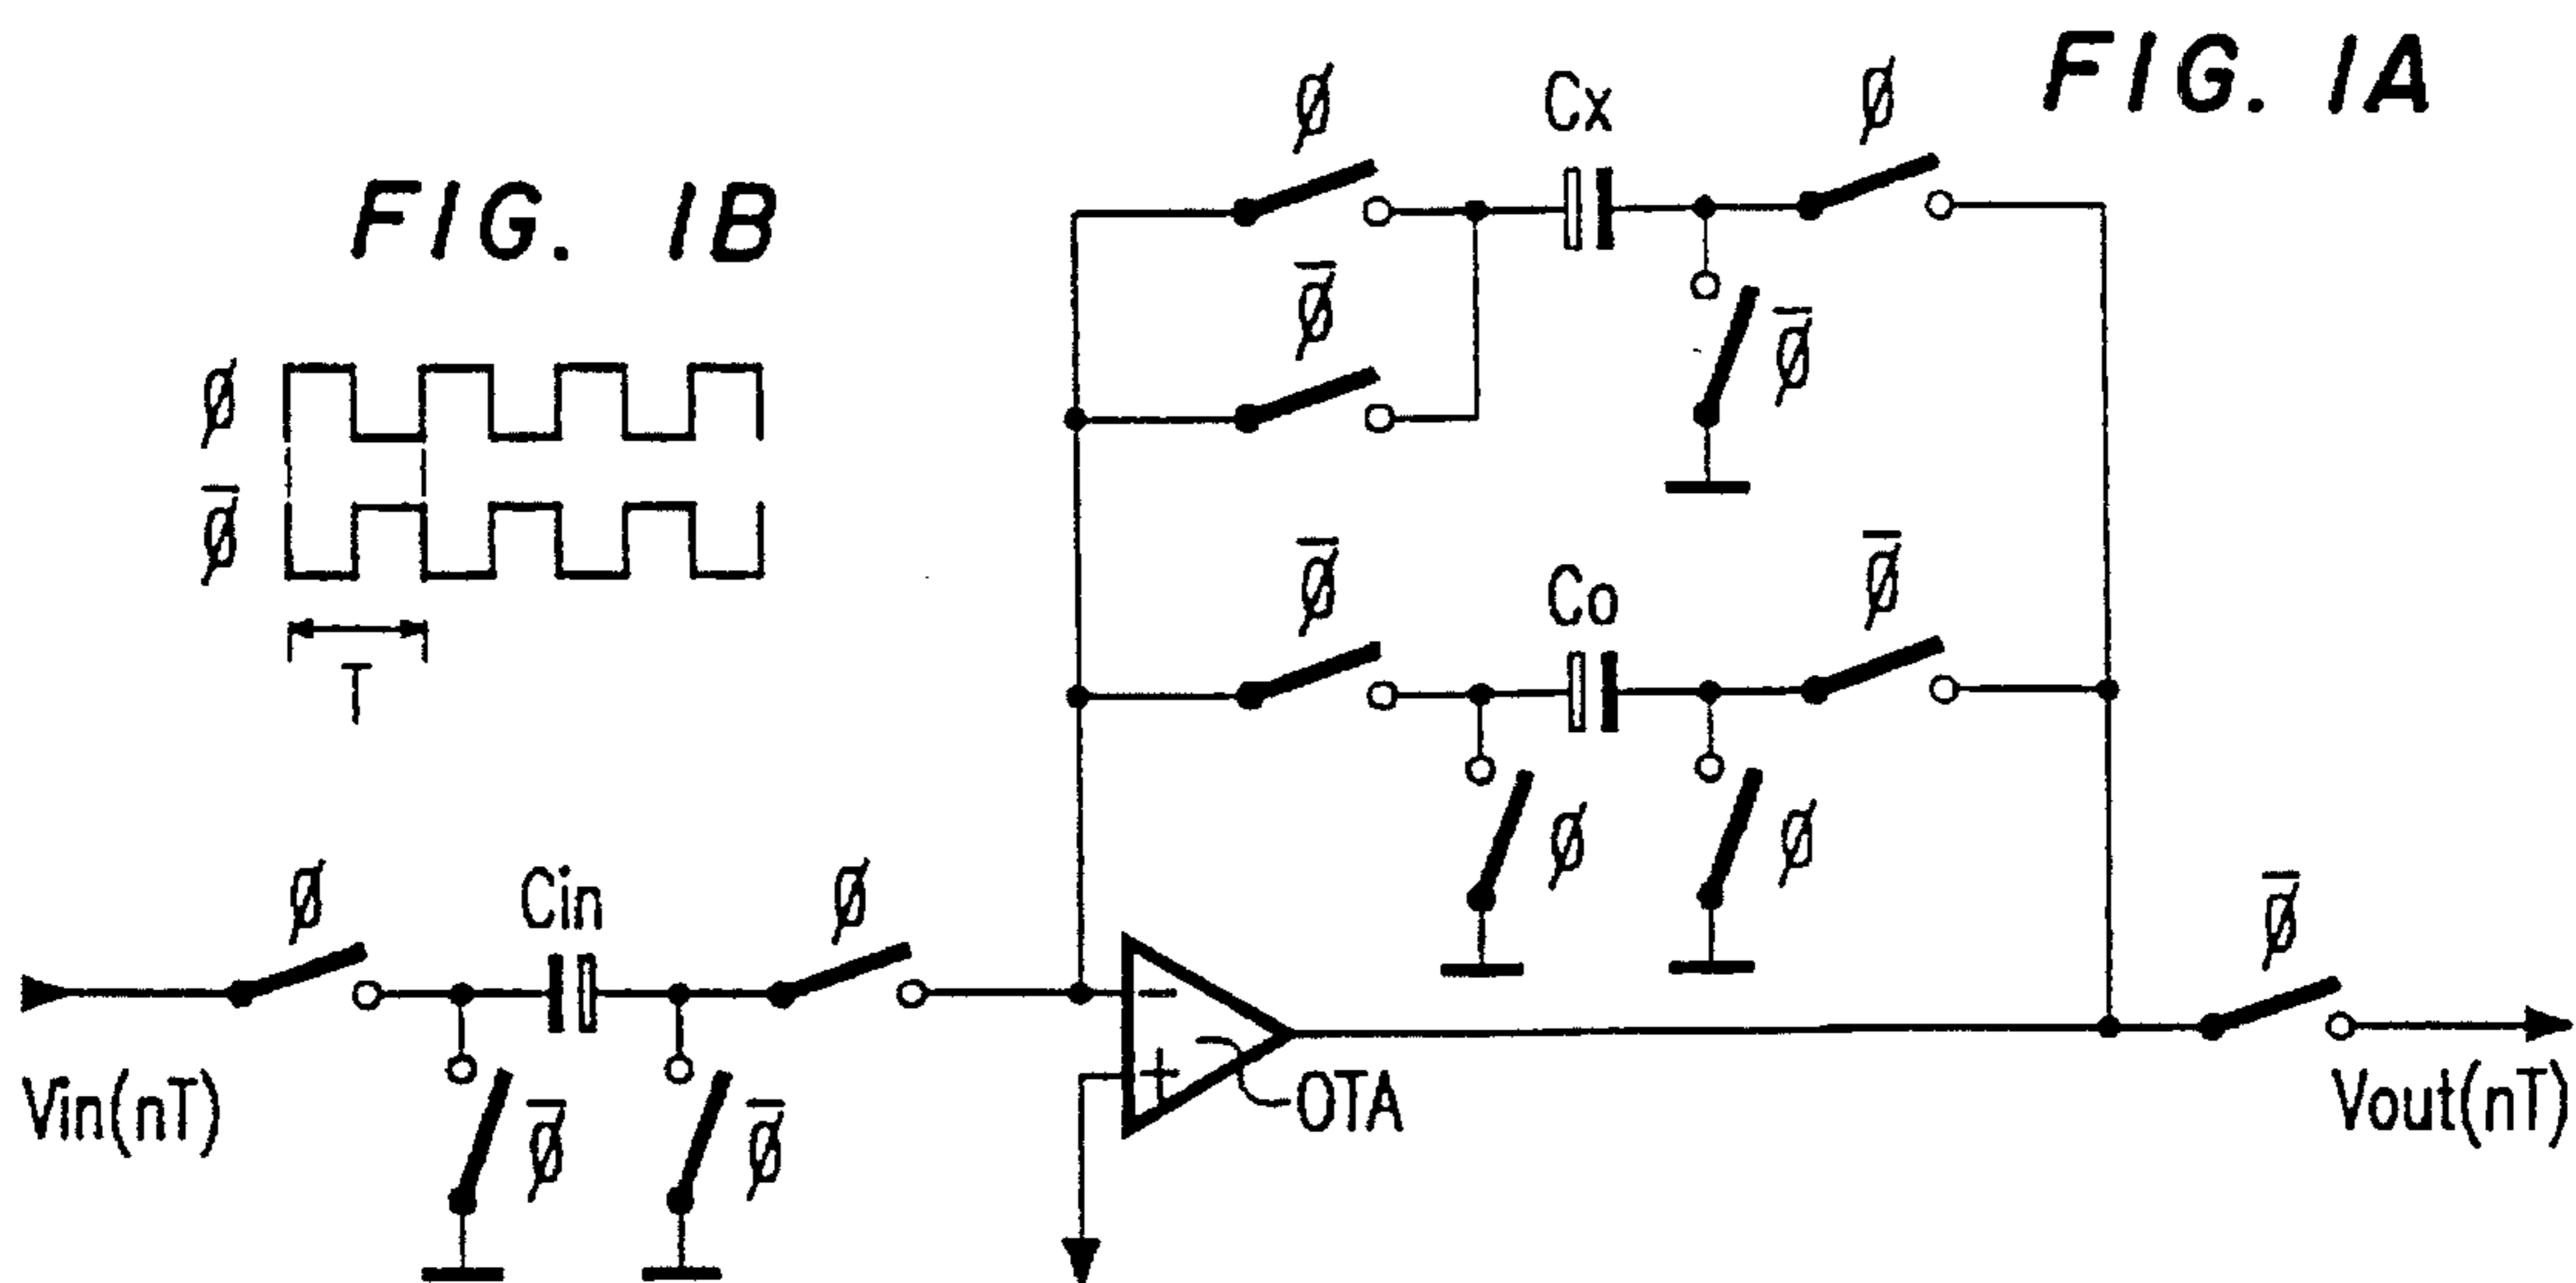 FIG. 1A
FIG. 1B
ø
Cx
ø
ø̅
ø̅
ø
ø̅
T
ø̅
Co
ø̅
ø
ø
ø
Cin
ø
ø̅
Vin(nT)
ø̅
ø̅
−
+
OTA
Vout(nT)